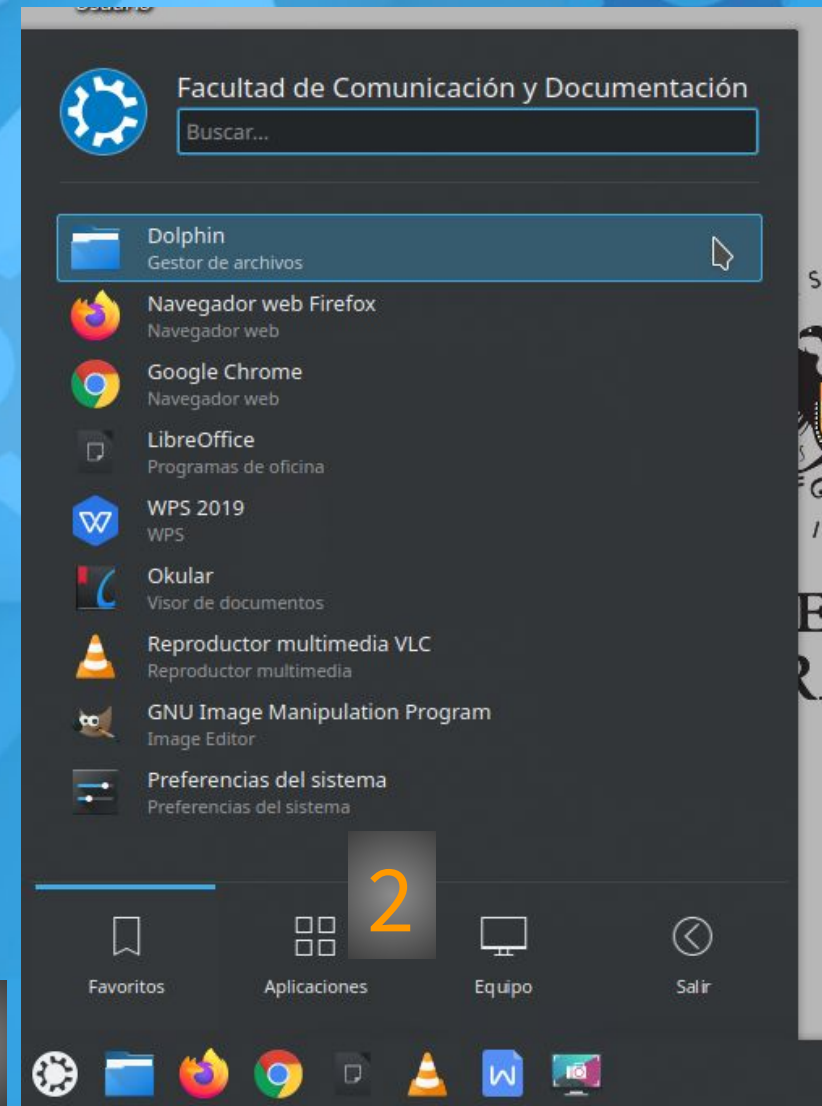 Usuario
Facultad de Comunicación y Documentación
Buscar...
Dolphin
Gestor de archivos
Navegador web Firefox
Navegador web
Google Chrome
Navegador web
LibreOffice
Programas de oficina
WPS 2019
WPS
Okular
Visor de documentos
Reproductor multimedia VLC
Reproductor multimedia
GNU Image Manipulation Program
Image Editor
Preferencias del sistema
Preferencias del sistema
2
Favoritos
Aplicaciones
Equipo
Salir